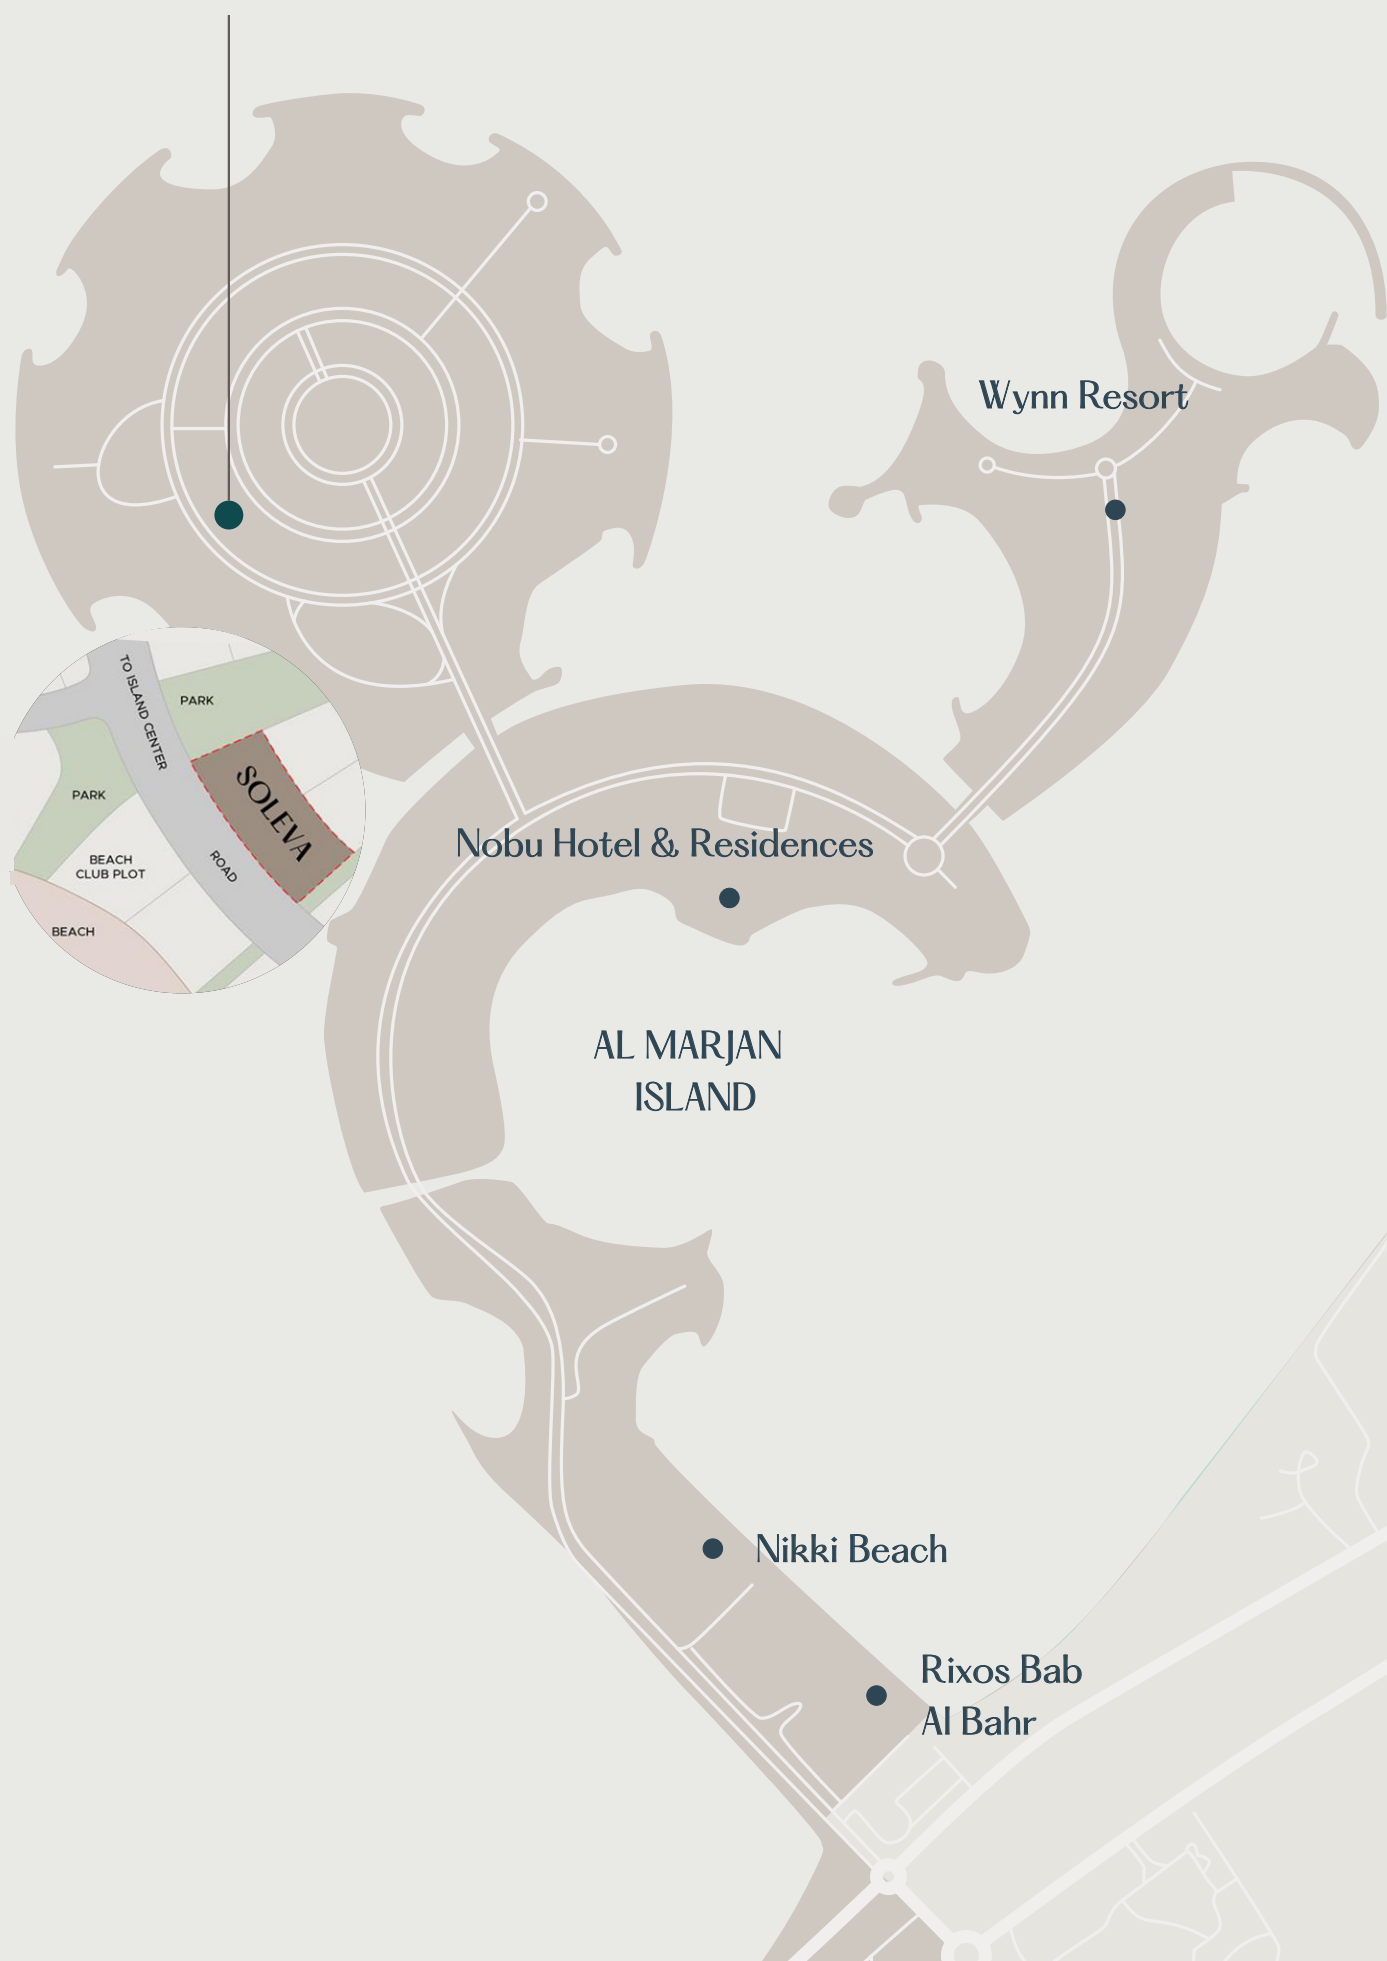 Wynn Resort
TO ISLAND CENTER
PARK
SOLEVA
PARK
BEACH
CLUB PLOT
ROAD
BEACH
Nobu Hotel & Residences
AL MARJAN
ISLAND
Nikki Beach
Rixos Bab
Al Bahr